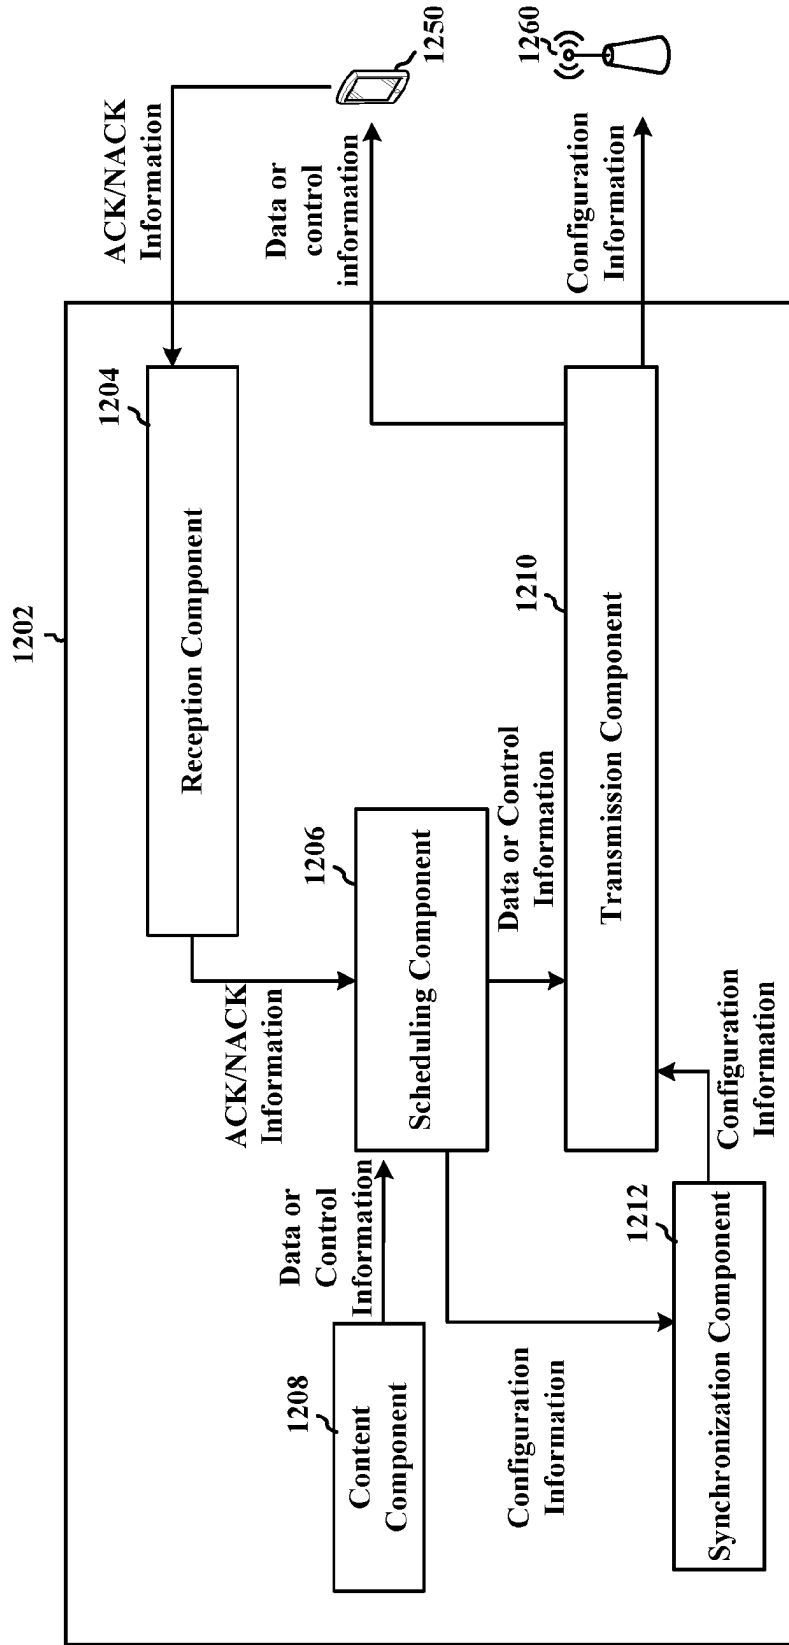 1202
1204
Reception Component
ACK/NACK
Information
1250
ACK/NACK
Information
1208
Content
Component
Data or
Control
Information
1206
Scheduling Component
Data or
control
information
Data or Control
Information
Configuration
Information
1210
Transmission Component
Configuration
Information
1260
1212
Synchronization Component
Configuration
Information